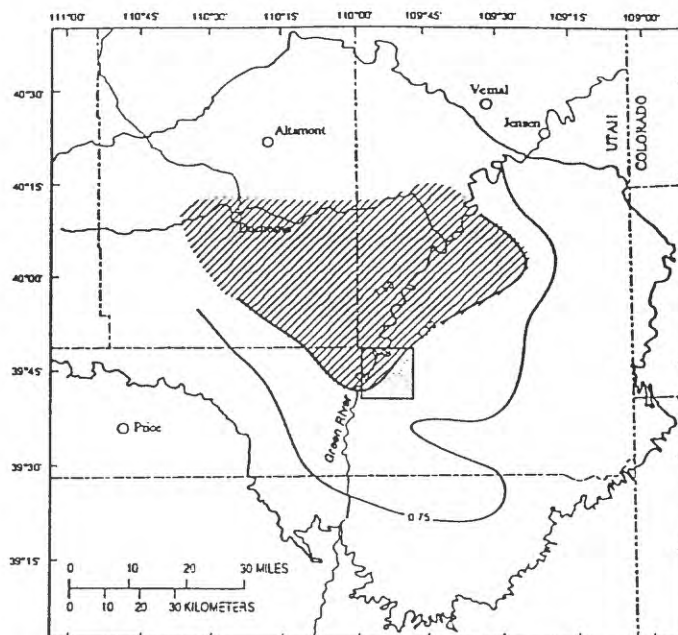 111°00' 110°45' 110°30' 110°15' 110°00' 109°45' 109°30' 109°15' 109°00'
40°30'
40°15'
40°00'
39°45'
39°30'
39°15'
Vernal
Altamont
Jensen
UTAH
COLORADO
Duchesne
Green River
Price
0.75
0 10 20 30 MILES
0 10 20 30 KILOMETERS